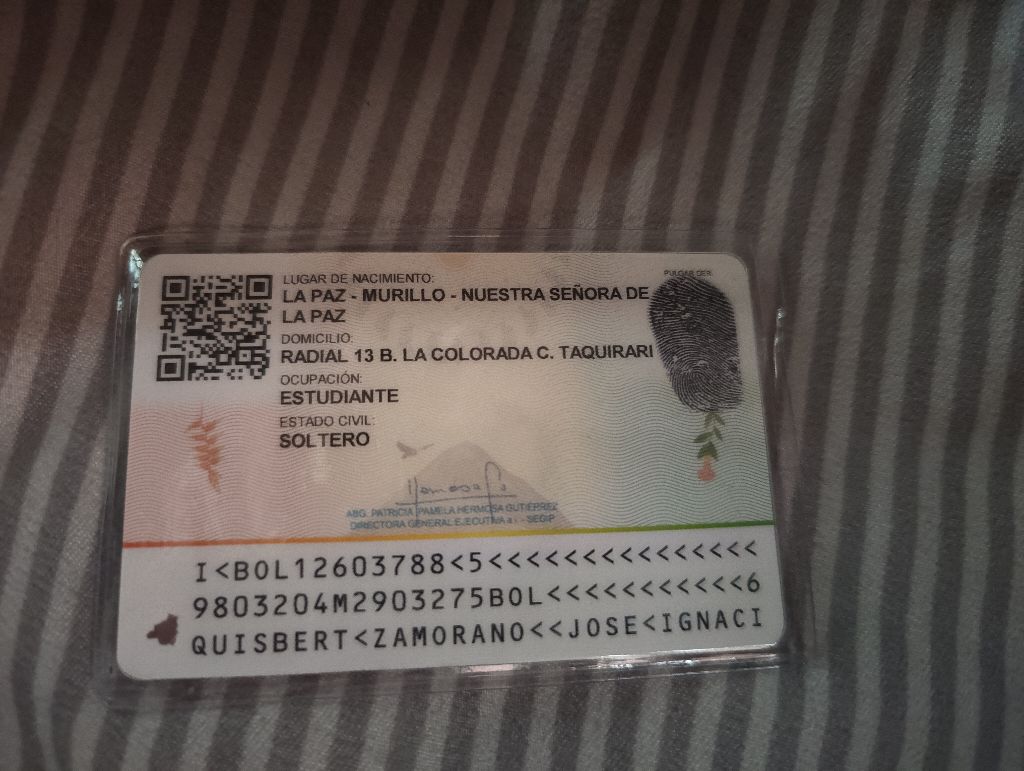 LUGAR DE NACIMIENTO:
LA PAZ - MURILLO - NUESTRA SEÑORA DE
LA PAZ
DOMICILIO:
RADIAL 13 B. LA COLORADA C. TAQUIRARI
OCUPACIÓN:
ESTUDIANTE
ESTADO CIVIL:
SOLTERO
PULGAR DER.
ABG. PATRICIA PAMELA HERMOSA GUTIÉRREZ
DIRECTORA GENERAL EJECUTIVA a.i. - SEGIP
I<BOL12603788<5<<<<<<<<<<<<<<<
9803204M2903275BOL<<<<<<<<<<<6
QUISBERT<ZAMORANO<<JOSE<IGNACI